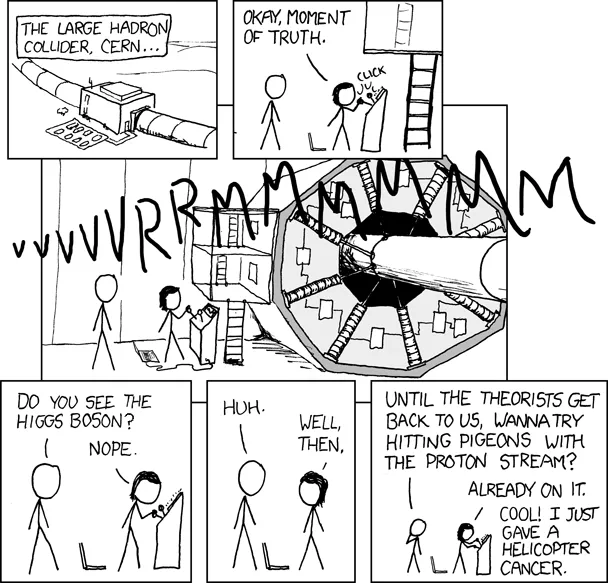 THE LARGE HADRON
COLLIDER, CERN...
OKAY, MOMENT
OF TRUTH.
CLICK
VVVVVVRRMMMMMMM
DO YOU SEE THE
HIGGS BOSON?
NOPE.
HUH.
WELL,
THEN,
UNTIL THE THEORISTS GET
BACK TO US, WANNA TRY
HITTING PIGEONS WITH
THE PROTON STREAM?
ALREADY ON IT.
COOL! I JUST
GAVE A
HELICOPTER
CANCER.